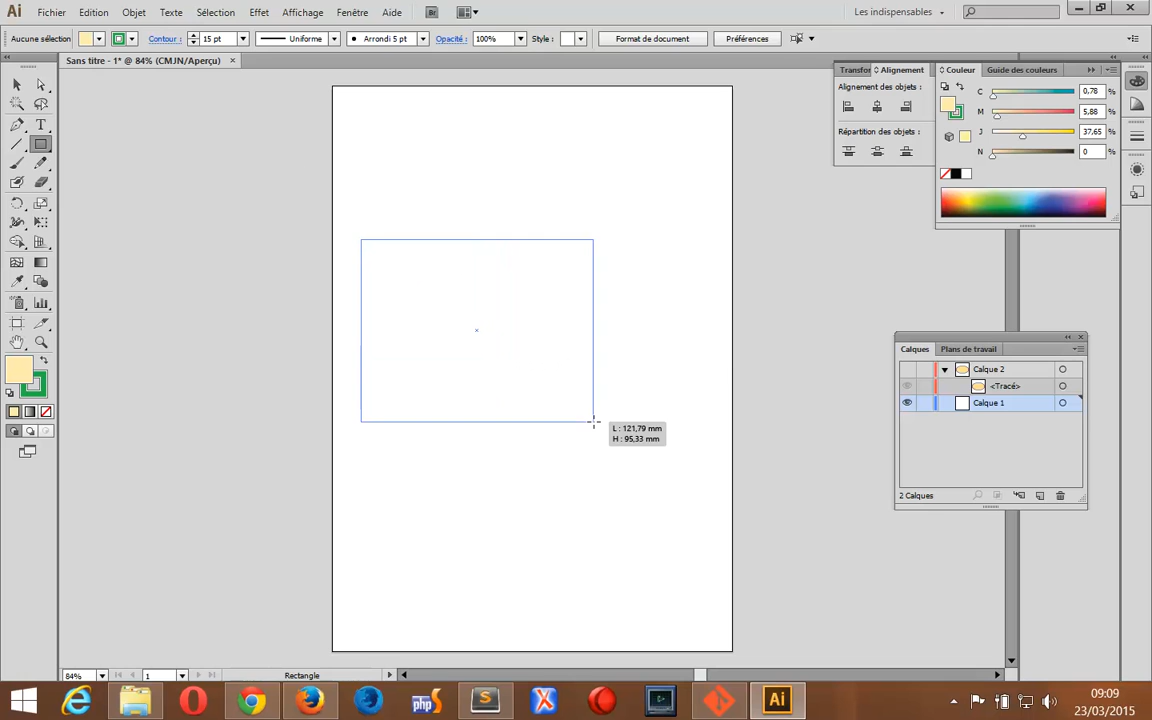 Ai Fichier Edition Objet Texte Sélection Effet Affichage Fenêtre Aide Br Les indispensables
Aucune sélection Contour : 15 pt Uniforme Arrondi 5 pt Opacité : 100% Style : Format de document Préférences
Sans titre - 1* @ 84% (CMJN/Aperçu)
Transfor Alignement
Alignement des objets :
Répartition des objets :
Couleur Guide des couleurs
C 0,78 %
M 5,88 %
J 37,65 %
N 0 %
L : 121,79 mm
H : 95,33 mm
Calques Plans de travail
Calque 2
<Tracé>
Calque 1
2 Calques
84% 1 Rectangle
php S X Ai
09:09
23/03/2015